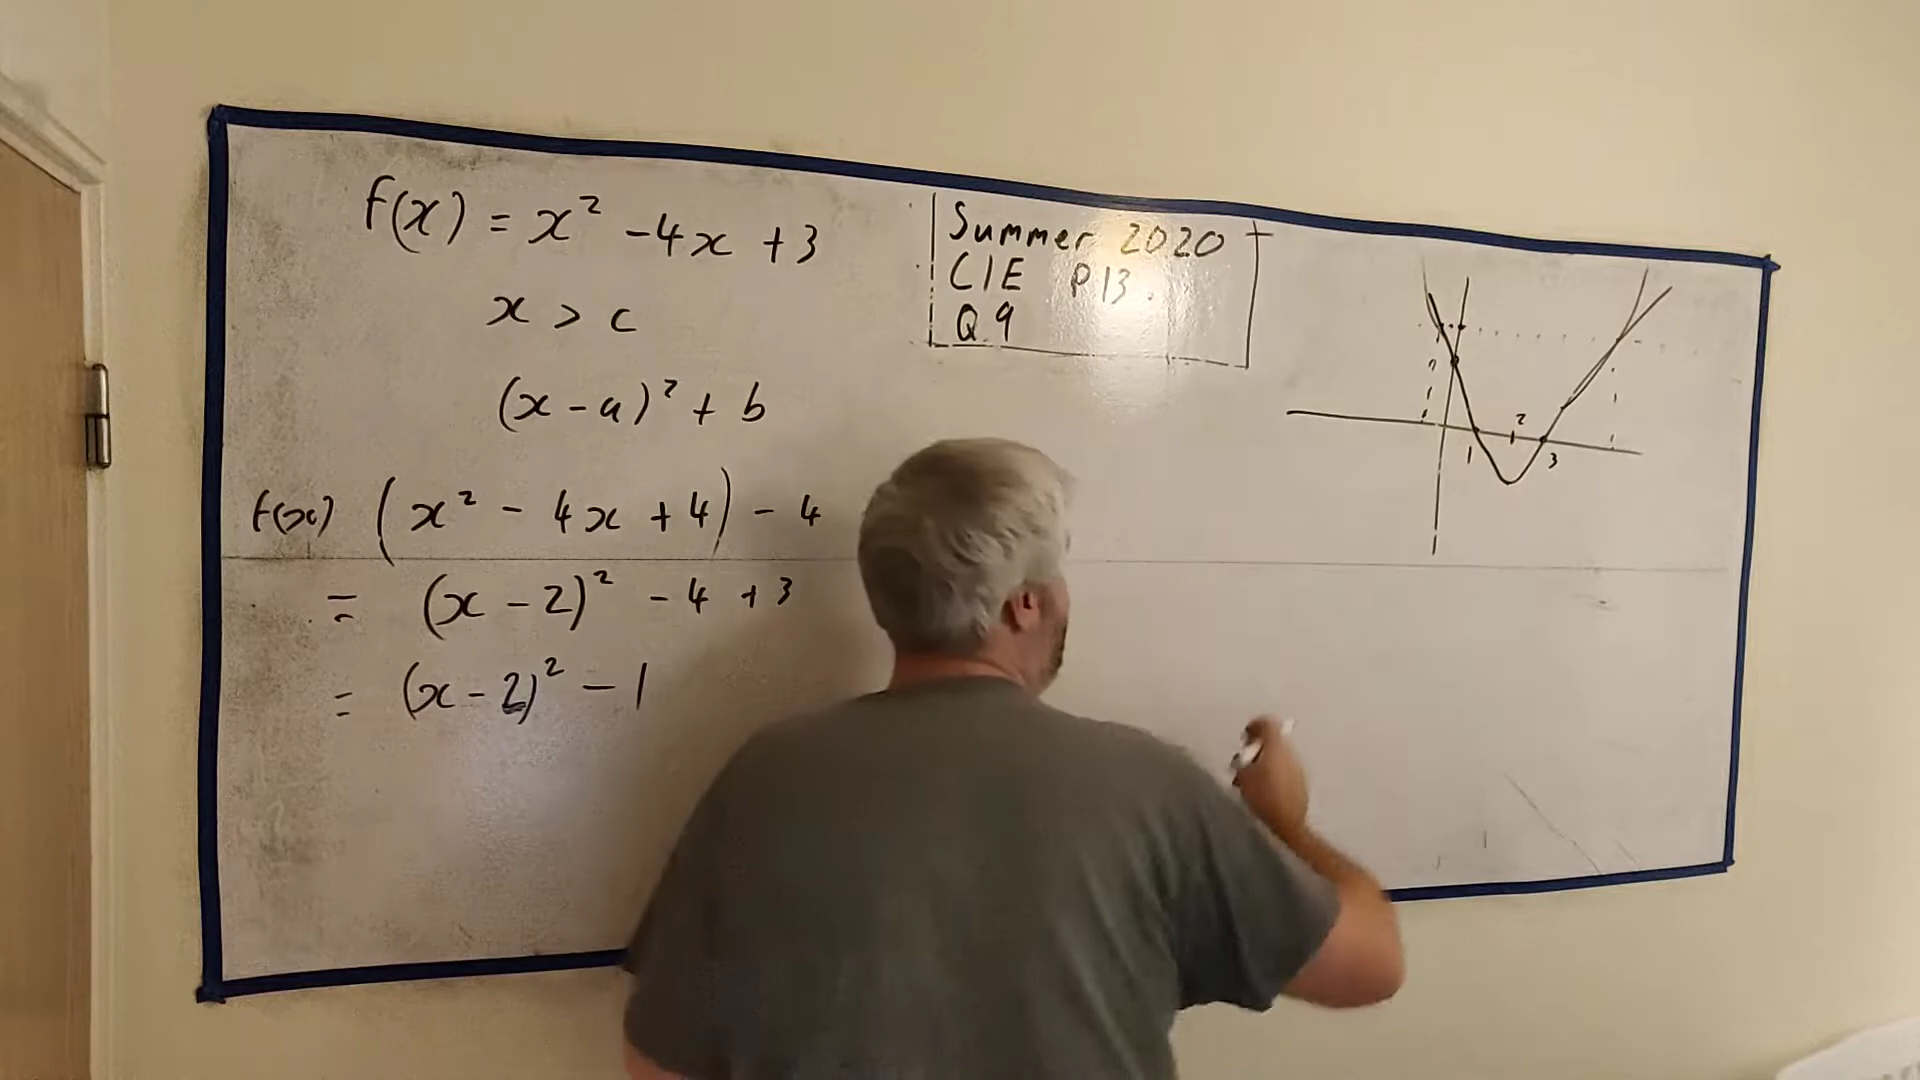 f(x) = x² - 4x + 3
x > c
(x - a)² + b
f(x) (x² - 4x + 4) - 4
= (x - 2)² - 4 + 3
= (x - 2)² - 1
Summer 2020
CIE P13.
Q.9
1
2
3